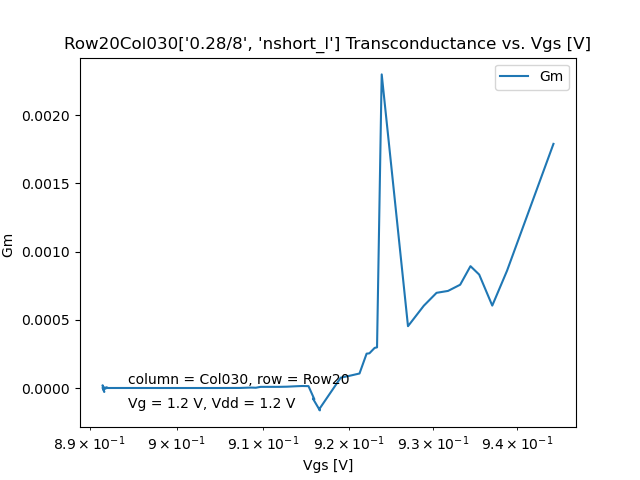 Row20Col030['0.28/8', 'nshort_l'] Transconductance vs. Vgs [V]
Gm
0.0020
0.0015
0.0010
0.0005
0.0000
Gm
column = Col030, row = Row20
Vg = 1.2 V, Vdd = 1.2 V
8.9 × 10⁻¹ 9 × 10⁻¹ 9.1 × 10⁻¹ 9.2 × 10⁻¹ 9.3 × 10⁻¹ 9.4 × 10⁻¹
Vgs [V]